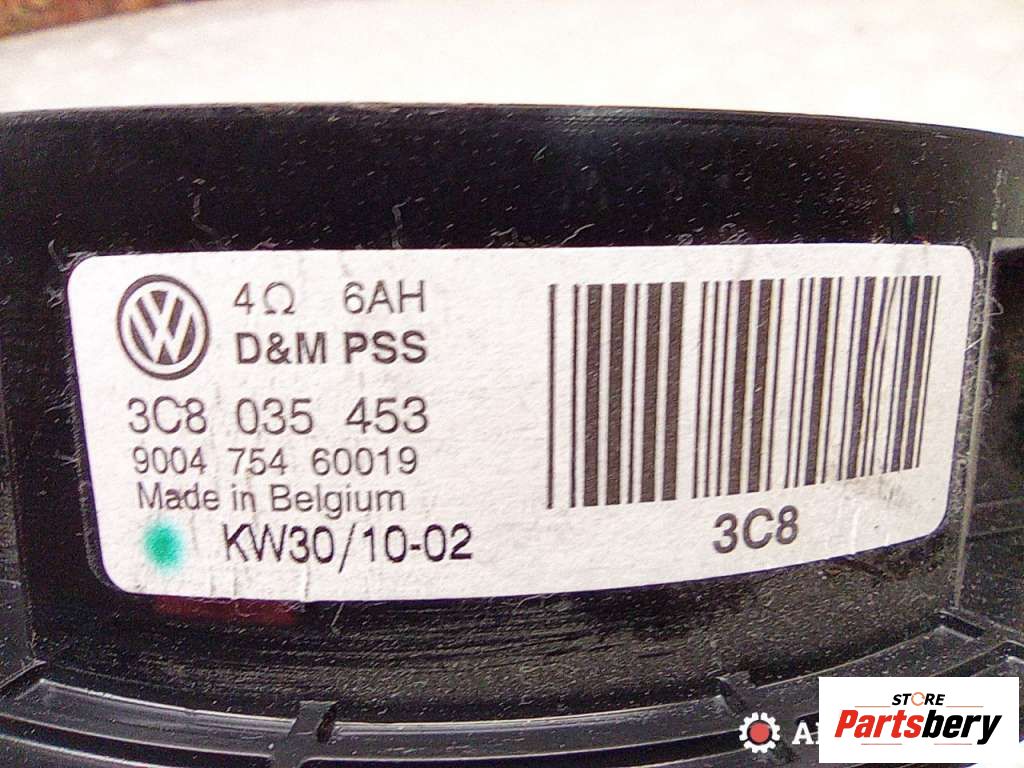 4Ω 6AH
D&M PSS
3C8 035 453
9004 754 60019
Made in Belgium
KW30/10-02
3C8
STORE
Partsbery